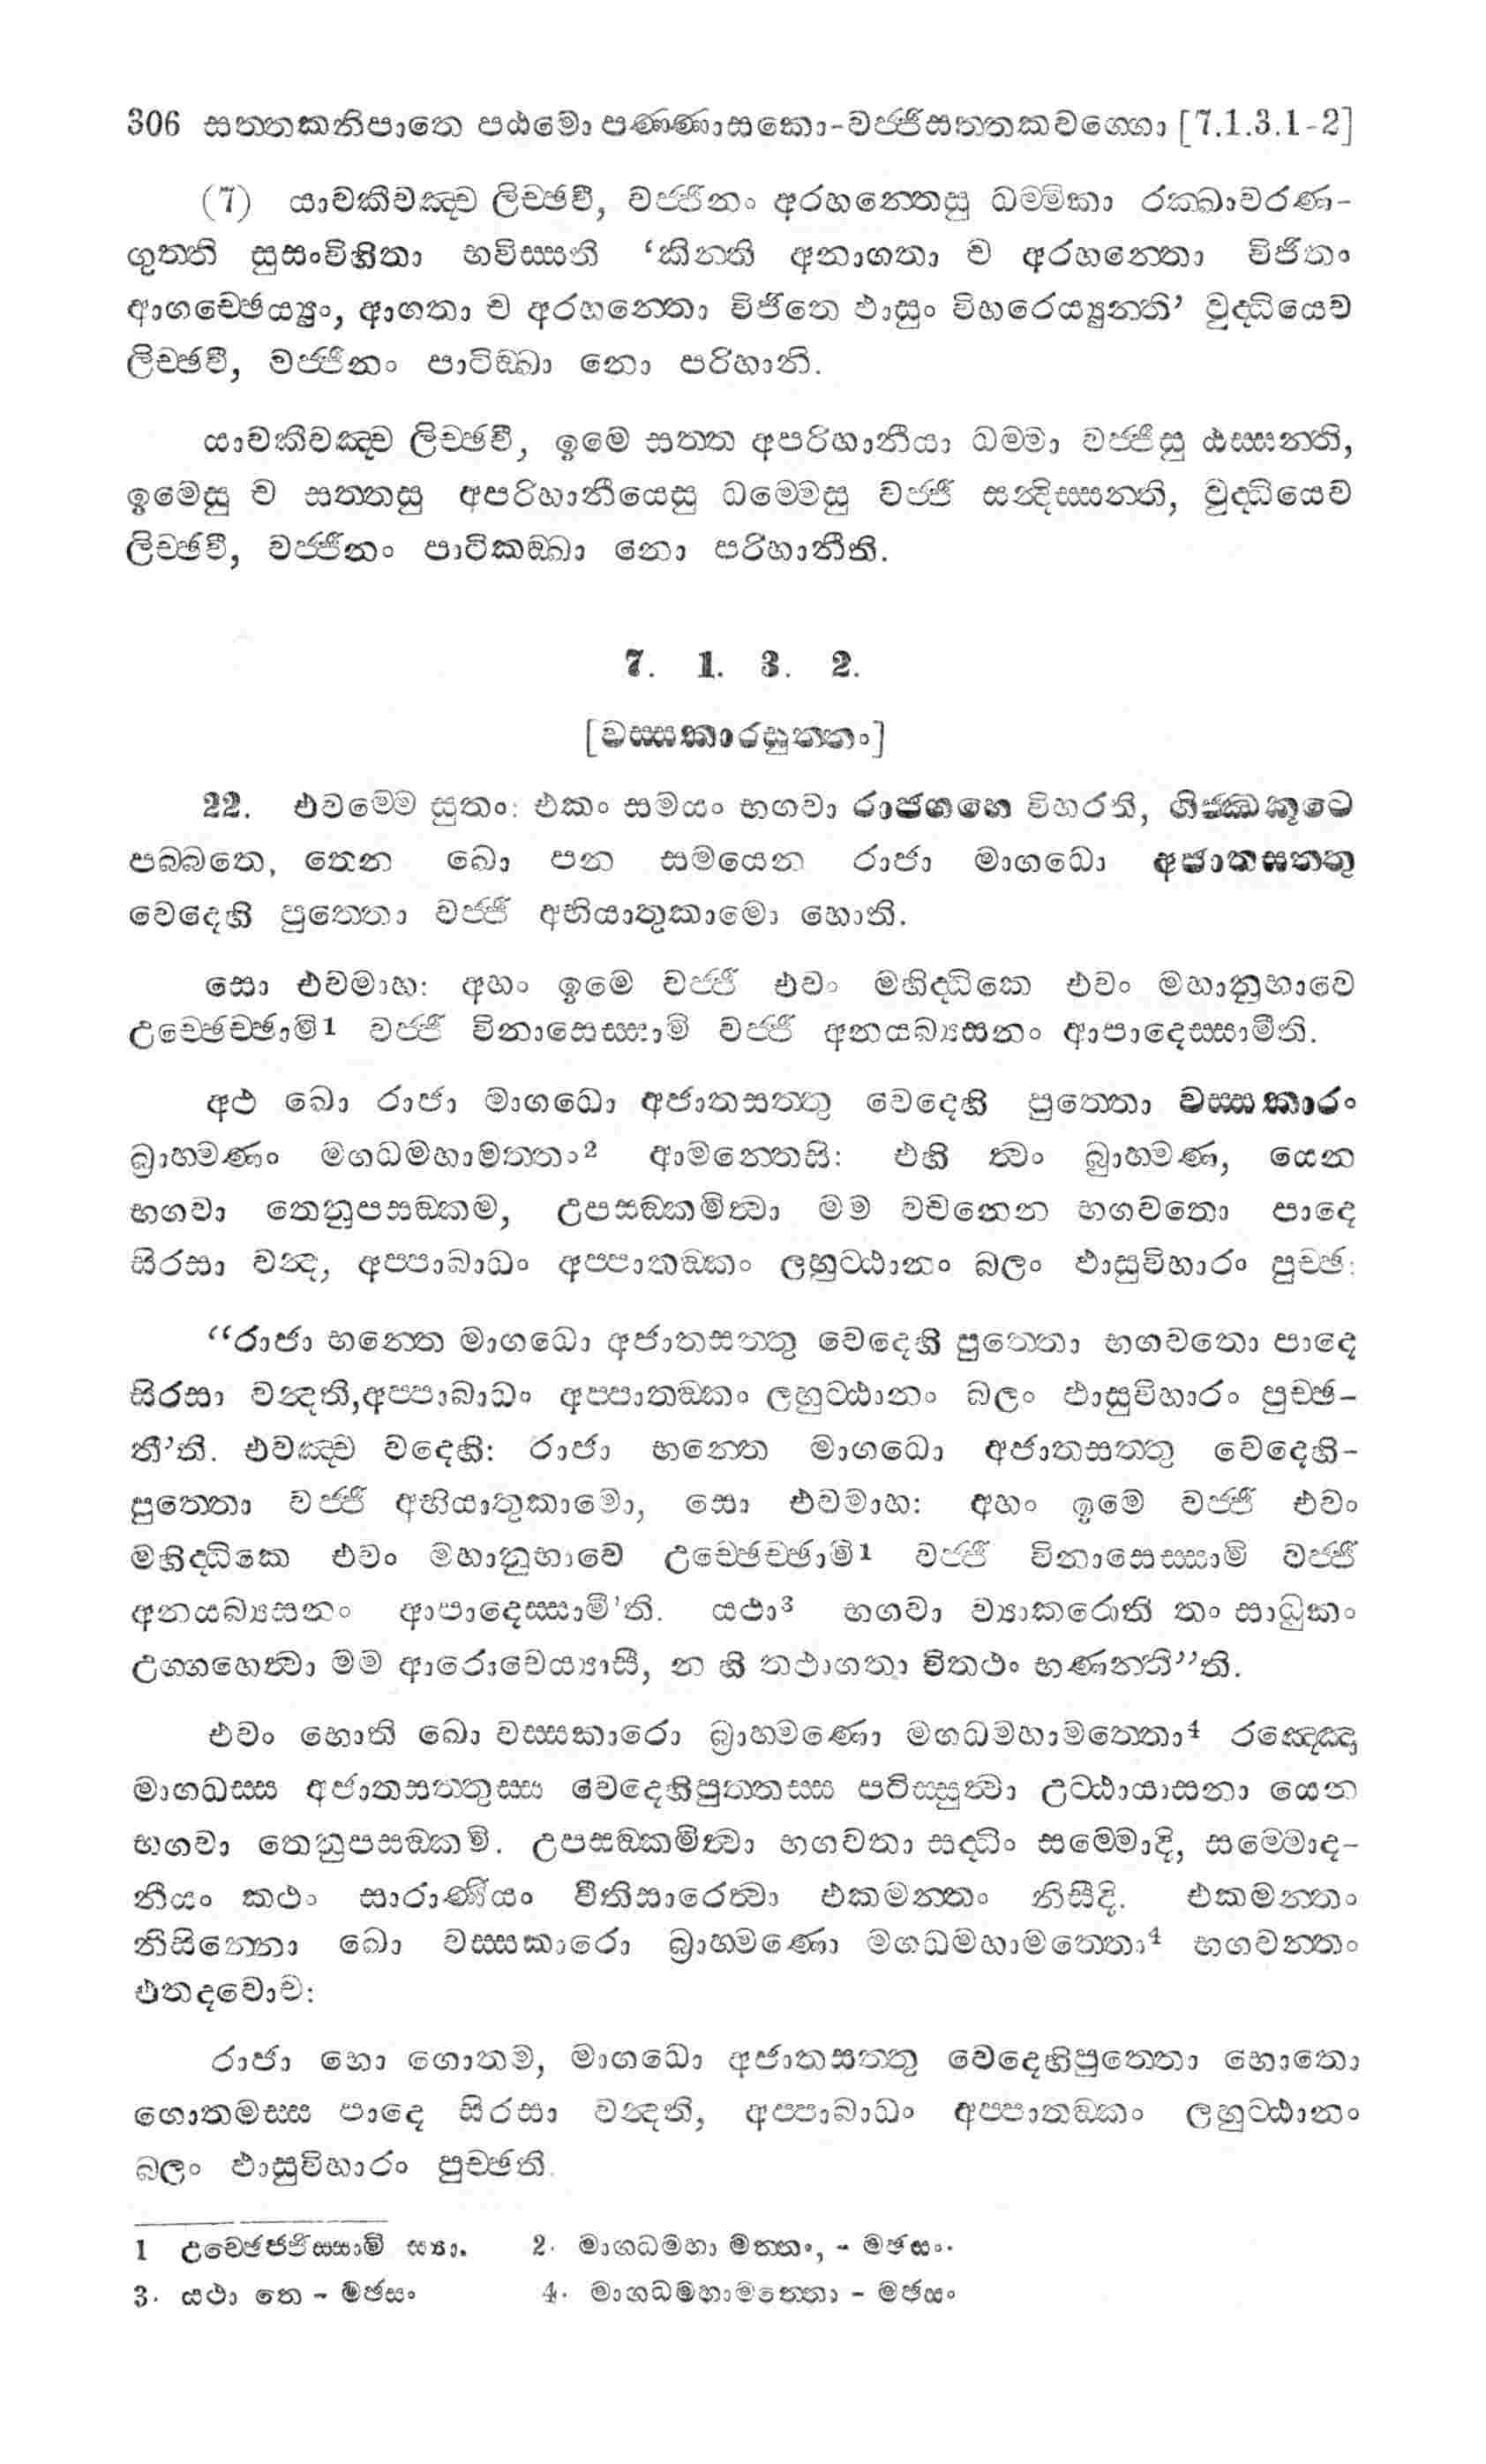 306 සත්තකනිපාතෙ පඨමො පණ්ණාසකො-වජ්ජිසත්තකවග්ගො [7.1.3.1-2]
(7) යාවකීවඤ්ච ලිච්ඡවී, වජ්ජීනං අරහන්තෙසු ධම්මිකා රක්ඛාවරණ-
ගුත්ති සුසංවිහිතා භවිස්සති ‘කින්ති අනාගතා ච අරහන්තො විජිතං
ආගච්ඡෙය්‍යුං, ආගතා ච අරහන්තො විජිතෙ ඵාසුං විහරෙය්‍යුන්ති’ වුද්ධියෙව
ලිච්ඡවී, වජ්ජීනං පාටිඞ්ඛා නො පරිහානි.
යාවකීවඤ්ච ලිච්ඡවී, ඉමෙ සත්ත අපරිහානීයා ධම්මා වජ්ජීසු ඨස්සන්ති,
ඉමෙසු ච සත්තසු අපරිහානීයෙසු ධම්මෙසු වජ්ජී සන්දිස්සන්ති, වුද්ධියෙව
ලිච්ඡවී, වජ්ජීනං පාටිකඞ්ඛා නො පරිහානීති.
7. 1. 3. 2.
[වස්සකාරසුත්තං]
22. එවම්මෙ සුතං: එකං සමයං භගවා රාජගහෙ විහරති, ගිජ්ඣකූටෙ
පබ්බතෙ, තෙන ඛො පන සමයෙන රාජා මාගධො අජාතසත්තු
වෙදෙහි පුත්තො වජ්ජී අභියාතුකාමො හොති.
සො එවමාහ: අහං ඉමෙ වජ්ජී එවං මහිද්ධිකෙ එවං මහානුභාවෙ
උච්ඡෙච්ඡාමි1 වජ්ජී විනාසෙස්සාමි වජ්ජී අනයබ්‍යසනං ආපාදෙස්සාමීති.
අථ ඛො රාජා මාගධො අජාතසත්තු වෙදෙහි පුත්තො වස්සකාරං
බ්‍රාහ්මණං මගධමහාමත්තං2 ආමන්තෙසි: එහි ත්වං බ්‍රාහ්මණ, යෙන
භගවා තෙනුපසඞ්කම, උපසඞ්කමිත්වා මම වචනෙන භගවතො පාදෙ
සිරසා වන්ද, අප්පාබාධං අප්පාතඞ්කං ලහුට්ඨානං බලං ඵාසුවිහාරං පුච්ඡ:
“රාජා භන්තෙ මාගධො අජාතසත්තු වෙදෙහි පුත්තො භගවතො පාදෙ
සිරසා වන්දති,අප්පාබාධං අප්පාතඞ්කං ලහුට්ඨානං බලං ඵාසුවිහාරං පුච්ඡ-
තී’ති. එවඤ්ච වදෙහි: රාජා භන්තෙ මාගධො අජාතසත්තු වෙදෙහි-
පුත්තො වජ්ජී අභියාතුකාමො, සො එවමාහ: අහං ඉමෙ වජ්ජී එවං
මහිද්ධිකෙ එවං මහානුභාවෙ උච්ඡෙච්ඡාමි1 වජ්ජී විනාසෙස්සාමි වජ්ජී
අනයබ්‍යසනං ආපාදෙස්සාමී'ති. යථා3 භගවා ව්‍යාකරොති තං සාධුකං
උග්ගහෙත්වා මම ආරොචෙය්‍යාසී, න හි තථාගතා විතථං භණන්ති”ති.
එවං හොති ඛො වස්සකාරො බ්‍රාහ්මණො මගධමහාමත්තො4 රඤ්ඤො
මාගධස්ස අජාතසත්තුස්ස වෙදෙහිපුත්තස්ස පටිස්සුත්වා උට්ඨායාසනා යෙන
භගවා තෙනුපසඞ්කමි. උපසඞ්කමිත්වා භගවතා සද්ධිං සම්මොදි, සම්මොද-
නීයං කථං සාරාණීයං වීතිසාරෙත්වා එකමන්තං නිසීදි. එකමන්තං
නිසින්නො ඛො වස්සකාරො බ්‍රාහ්මණො මගධමහාමත්තො4 භගවන්තං
එතදවොච:
රාජා භො ගොතම, මාගධො අජාතසත්තු වෙදෙහිපුත්තො භොතො
ගොතමස්ස පාදෙ සිරසා වන්දති, අප්පාබාධං අප්පාතඞ්කං ලහුට්ඨානං
බලං ඵාසුවිහාරං පුච්ඡති.
1 උච්ඡෙජ්ජිස්සාමි ස්‍යා. 2. මාගධමහා මත්තං, - මඡසං.
3. යථා තෙ - මඡසං 4. මාගධමහාමත්තො - මඡසං